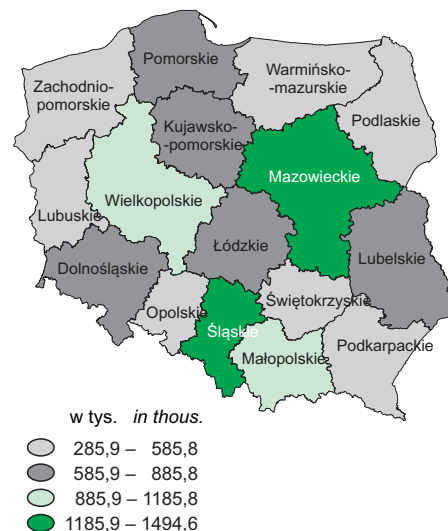 Pomorskie
Warmińsko-
-mazurskie
Zachodnio-
pomorskie
Podlaskie
Kujawsko-
-pomorskie
Mazowieckie
Wielkopolskie
Lubuskie
Łódzkie
Lubelskie
Dolnośląskie
Opolskie
Świętokrzyskie
Śląskie
Podkarpackie
Małopolskie
w tys. in thous.
285,9 – 585,8
585,9 – 885,8
885,9 – 1185,8
1185,9 – 1494,6